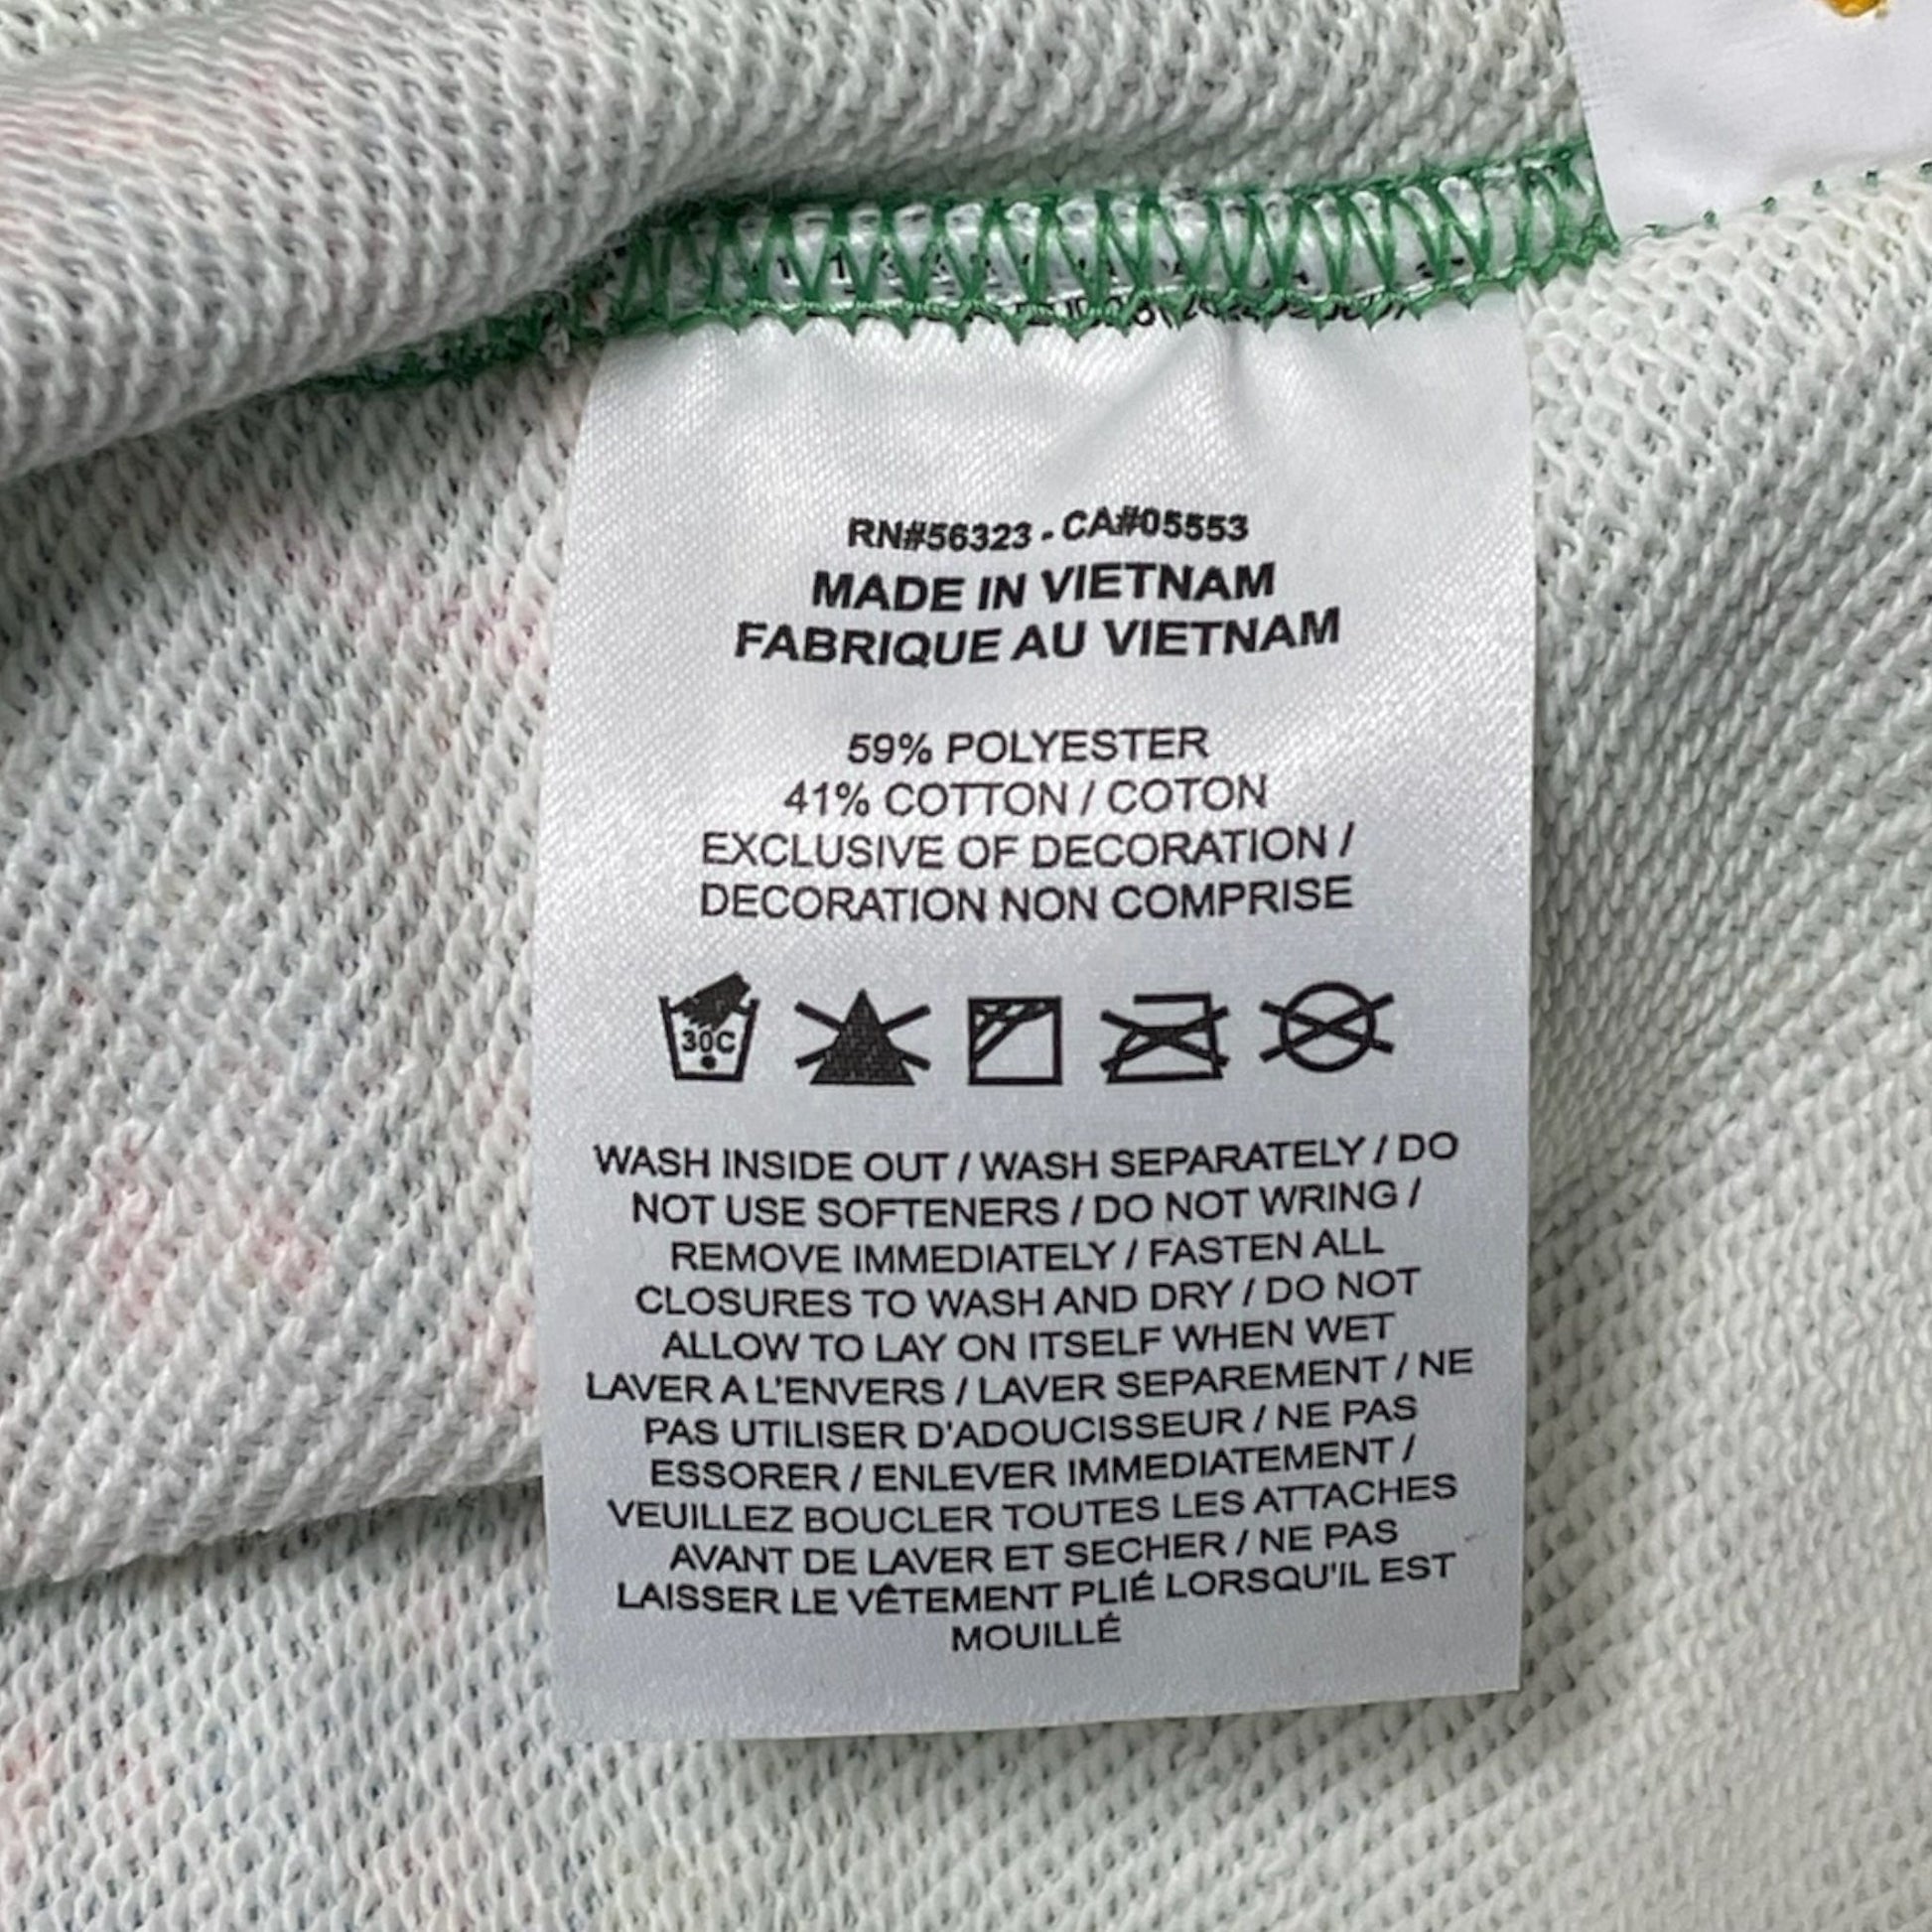 RN#56323 - CA#05553
MADE IN VIETNAM
FABRIQUE AU VIETNAM
59% POLYESTER
41% COTTON / COTON
EXCLUSIVE OF DECORATION /
DECORATION NON COMPRISE
30C
WASH INSIDE OUT / WASH SEPARATELY / DO
NOT USE SOFTENERS / DO NOT WRING /
REMOVE IMMEDIATELY / FASTEN ALL
CLOSURES TO WASH AND DRY / DO NOT
ALLOW TO LAY ON ITSELF WHEN WET
LAVER A L'ENVERS / LAVER SEPAREMENT / NE
PAS UTILISER D'ADOUCISSEUR / NE PAS
ESSORER / ENLEVER IMMEDIATEMENT /
VEUILLEZ BOUCLER TOUTES LES ATTACHES
AVANT DE LAVER ET SECHER / NE PAS
LAISSER LE VÊTEMENT PLIÉ LORSQU'IL EST
MOUILLÉ